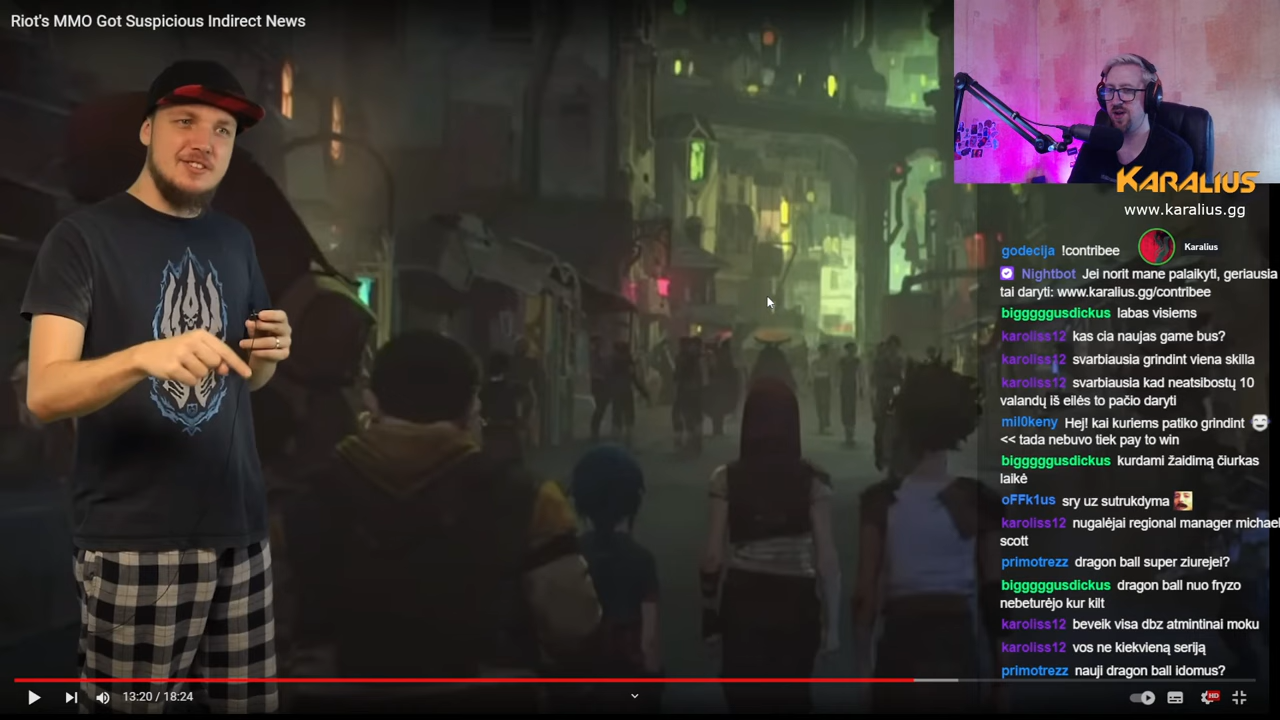 Riot's MMO Got Suspicious Indirect News
KARALIUS
www.karalius.gg
Karalius
godecija !contribee
Nightbot Jei norit mane palaikyti, geriausia
tai daryti: www.karalius.gg/contribee
bigggggusdickus labas visiems
karoliss12 kas cia naujas game bus?
karoliss12 svarbiausia grindint viena skilla
karoliss12 svarbiausia kad neatsibostų 10
valandų iš eilės to pačio daryti
mil0keny Hej! kai kuriems patiko grindint
<< tada nebuvo tiek pay to win
bigggggusdickus kurdami žaidimą čiurkas
laikė
oFFk1us sry uz sutrukdyma
karoliss12 nugalėjai regional manager michael
scott
primotrezz dragon ball super ziurejei?
bigggggusdickus dragon ball nuo fryzo
nebeturėjo kur kilt
karoliss12 beveik visa dbz atmintinai moku
karoliss12 vos ne kiekvieną seriją
primotrezz nauji dragon ball idomus?
13:20 / 18:24
HD